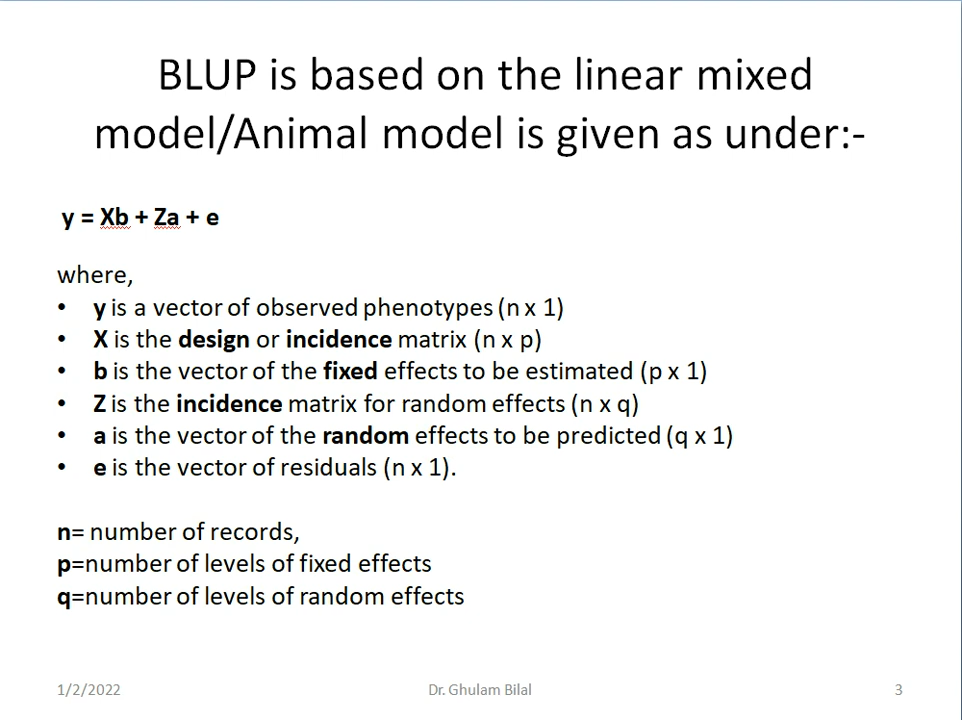 BLUP is based on the linear mixed
model/Animal model is given as under:-
y = Xb + Za + e
where,
• y is a vector of observed phenotypes (n x 1)
• X is the design or incidence matrix (n x p)
• b is the vector of the fixed effects to be estimated (p x 1)
• Z is the incidence matrix for random effects (n x q)
• a is the vector of the random effects to be predicted (q x 1)
• e is the vector of residuals (n x 1).
n= number of records,
p=number of levels of fixed effects
q=number of levels of random effects
1/2/2022
Dr. Ghulam Bilal
3